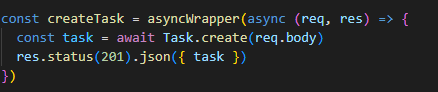 const createTask = asyncWrapper(async (req, res) => {
  const task = await Task.create(req.body)
  res.status(201).json({ task })
})